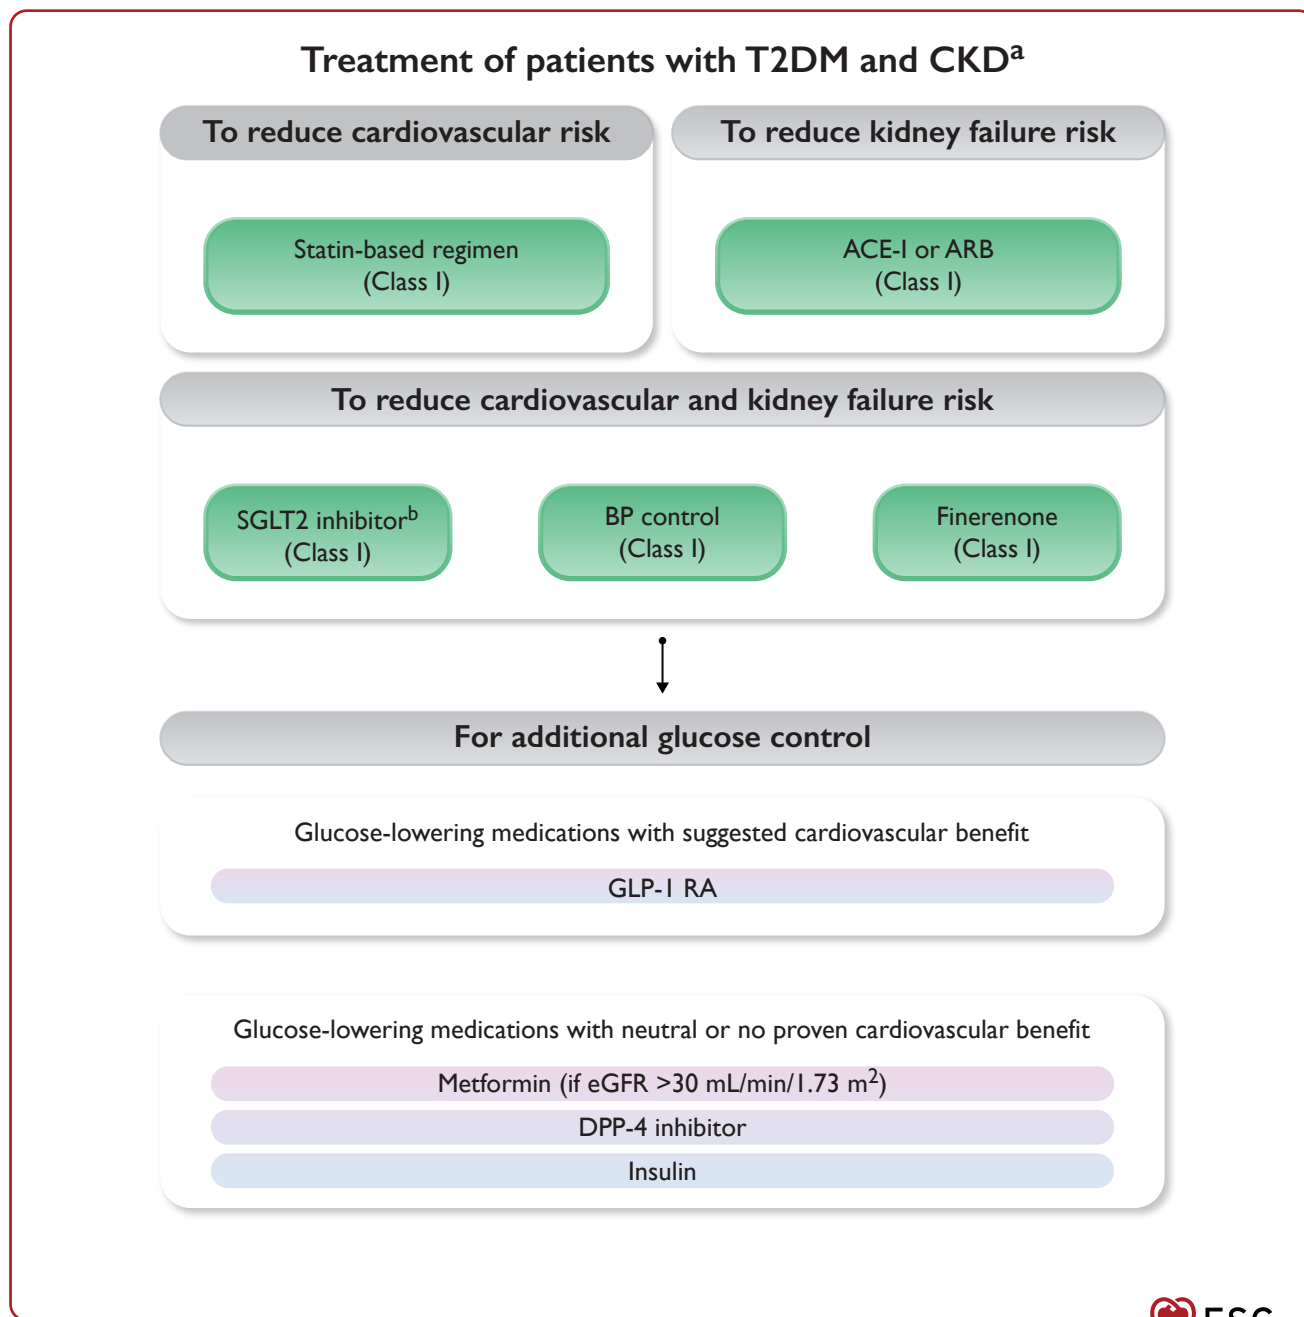 Treatment of patients with T2DM and CKDᵃ
To reduce cardiovascular risk
Statin-based regimen
(Class I)
To reduce kidney failure risk
ACE-I or ARB
(Class I)
To reduce cardiovascular and kidney failure risk
SGLT2 inhibitorᵇ
(Class I)
BP control
(Class I)
Finerenone
(Class I)
For additional glucose control
Glucose-lowering medications with suggested cardiovascular benefit
GLP-1 RA
Glucose-lowering medications with neutral or no proven cardiovascular benefit
Metformin (if eGFR >30 mL/min/1.73 m²)
DPP-4 inhibitor
Insulin
ESC